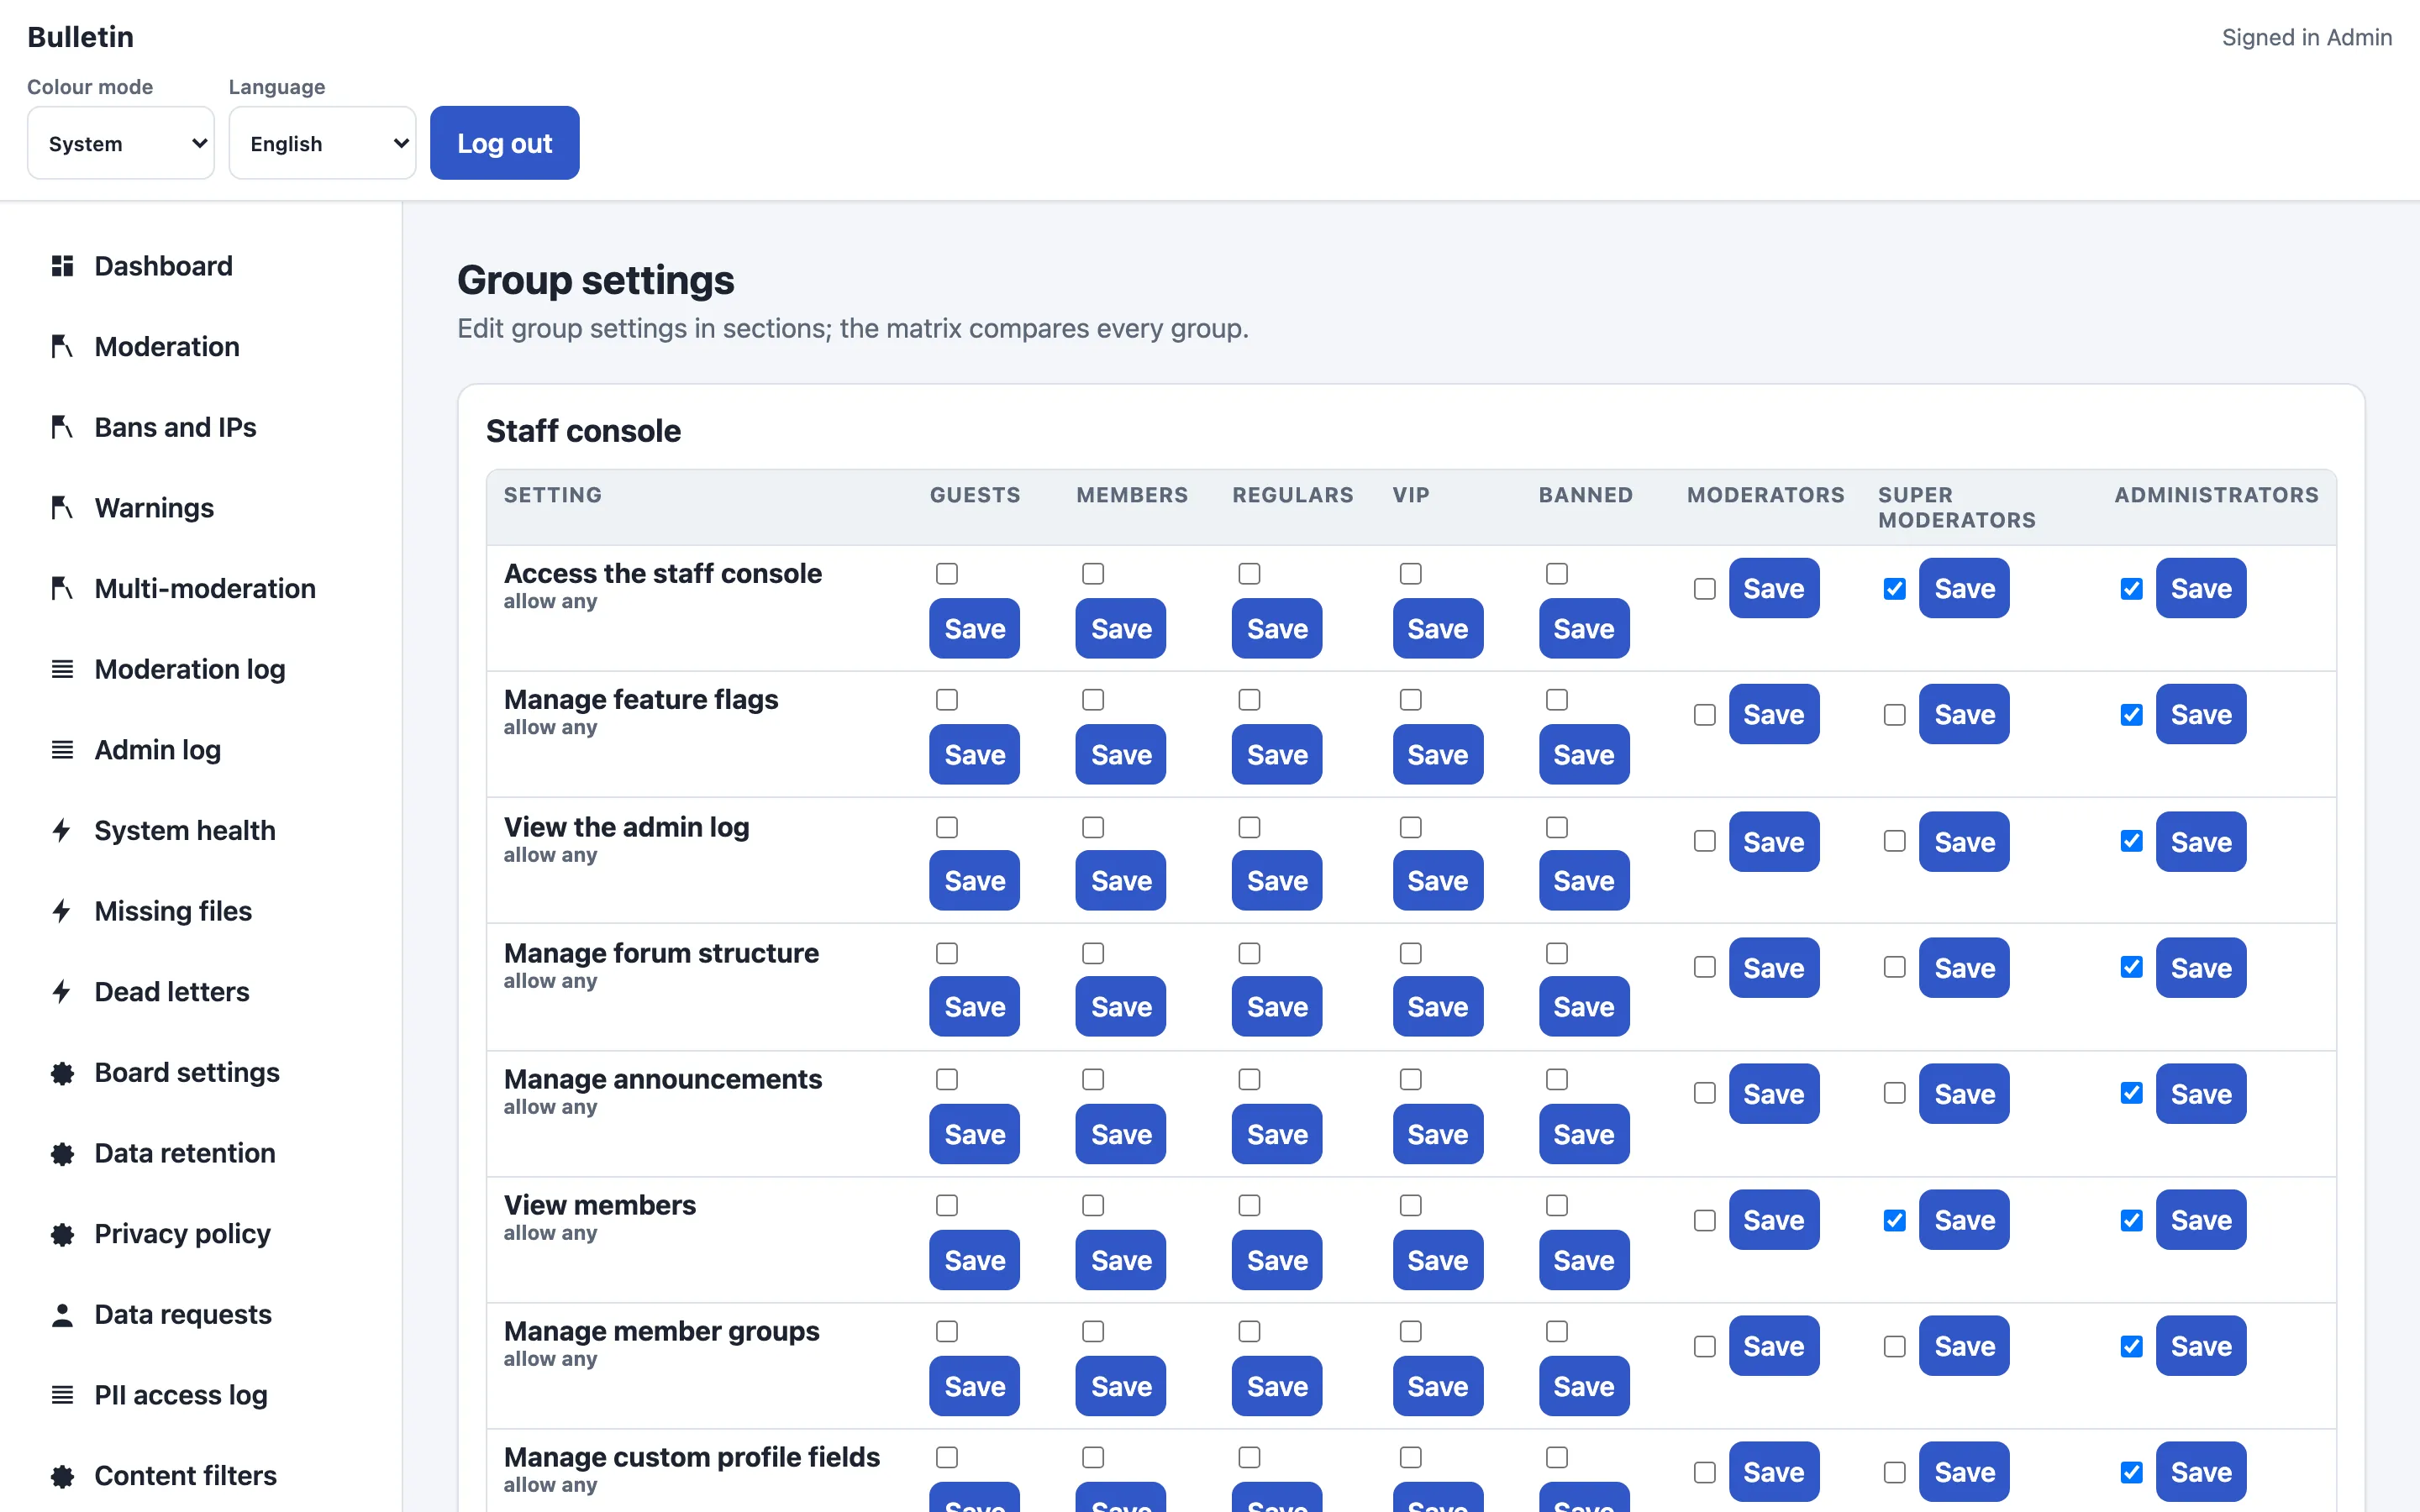 Bulletin
Signed in Admin
Colour mode
Language
System
English
Log out
Dashboard
Moderation
Bans and IPs
Warnings
Multi-moderation
Moderation log
Admin log
System health
Missing files
Dead letters
Board settings
Data retention
Privacy policy
Data requests
PII access log
Content filters
Group settings
Edit group settings in sections; the matrix compares every group.
Staff console
SETTING GUESTS MEMBERS REGULARS VIP BANNED MODERATORS SUPER MODERATORS ADMINISTRATORS
Access the staff console
allow any
Save Save Save Save Save Save Save Save
Manage feature flags
allow any
Save Save Save Save Save Save Save Save
View the admin log
allow any
Save Save Save Save Save Save Save Save
Manage forum structure
allow any
Save Save Save Save Save Save Save Save
Manage announcements
allow any
Save Save Save Save Save Save Save Save
View members
allow any
Save Save Save Save Save Save Save Save
Manage member groups
allow any
Save Save Save Save Save Save Save Save
Manage custom profile fields
allow any
Save Save Save Save Save Save Save Save